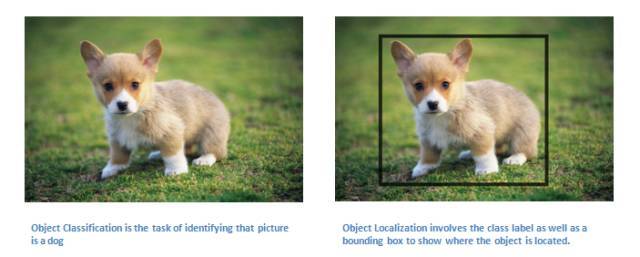 Object Classification is the task of identifying that picture
is a dog
Object Localization involves the class label as well as a
bounding box to show where the object is located.